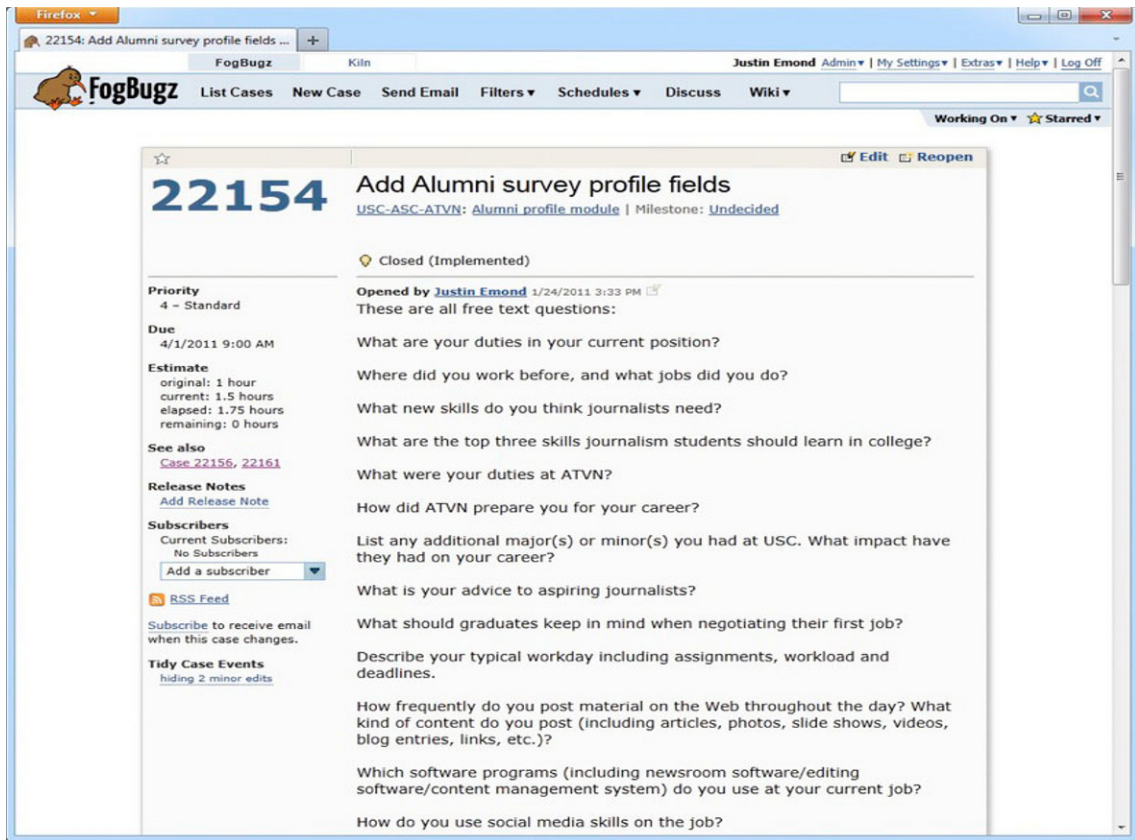 Firefox
22154: Add Alumni survey profile fields ...
FogBugz Kiln Justin Emond Admin | My Settings | Extras | Help | Log Off
FogBugz List Cases New Case Send Email Filters Schedules Discuss Wiki
Working On Starred
Edit Reopen
22154
Add Alumni survey profile fields
USC-ASC-ATVN: Alumni profile module | Milestone: Undecided
Closed (Implemented)
Priority
4 – Standard
Due
4/1/2011 9:00 AM
Estimate
original: 1 hour
current: 1.5 hours
elapsed: 1.75 hours
remaining: 0 hours
See also
Case 22156, 22161
Release Notes
Add Release Note
Subscribers
Current Subscribers:
No Subscribers
Add a subscriber
RSS Feed
Subscribe to receive email
when this case changes.
Tidy Case Events
hiding 2 minor edits
Opened by Justin Emond 1/24/2011 3:33 PM
These are all free text questions:
What are your duties in your current position?
Where did you work before, and what jobs did you do?
What new skills do you think journalists need?
What are the top three skills journalism students should learn in college?
What were your duties at ATVN?
How did ATVN prepare you for your career?
List any additional major(s) or minor(s) you had at USC. What impact have
they had on your career?
What is your advice to aspiring journalists?
What should graduates keep in mind when negotiating their first job?
Describe your typical workday including assignments, workload and
deadlines.
How frequently do you post material on the Web throughout the day? What
kind of content do you post (including articles, photos, slide shows, videos,
blog entries, links, etc.)?
Which software programs (including newsroom software/editing
software/content management system) do you use at your current job?
How do you use social media skills on the job?